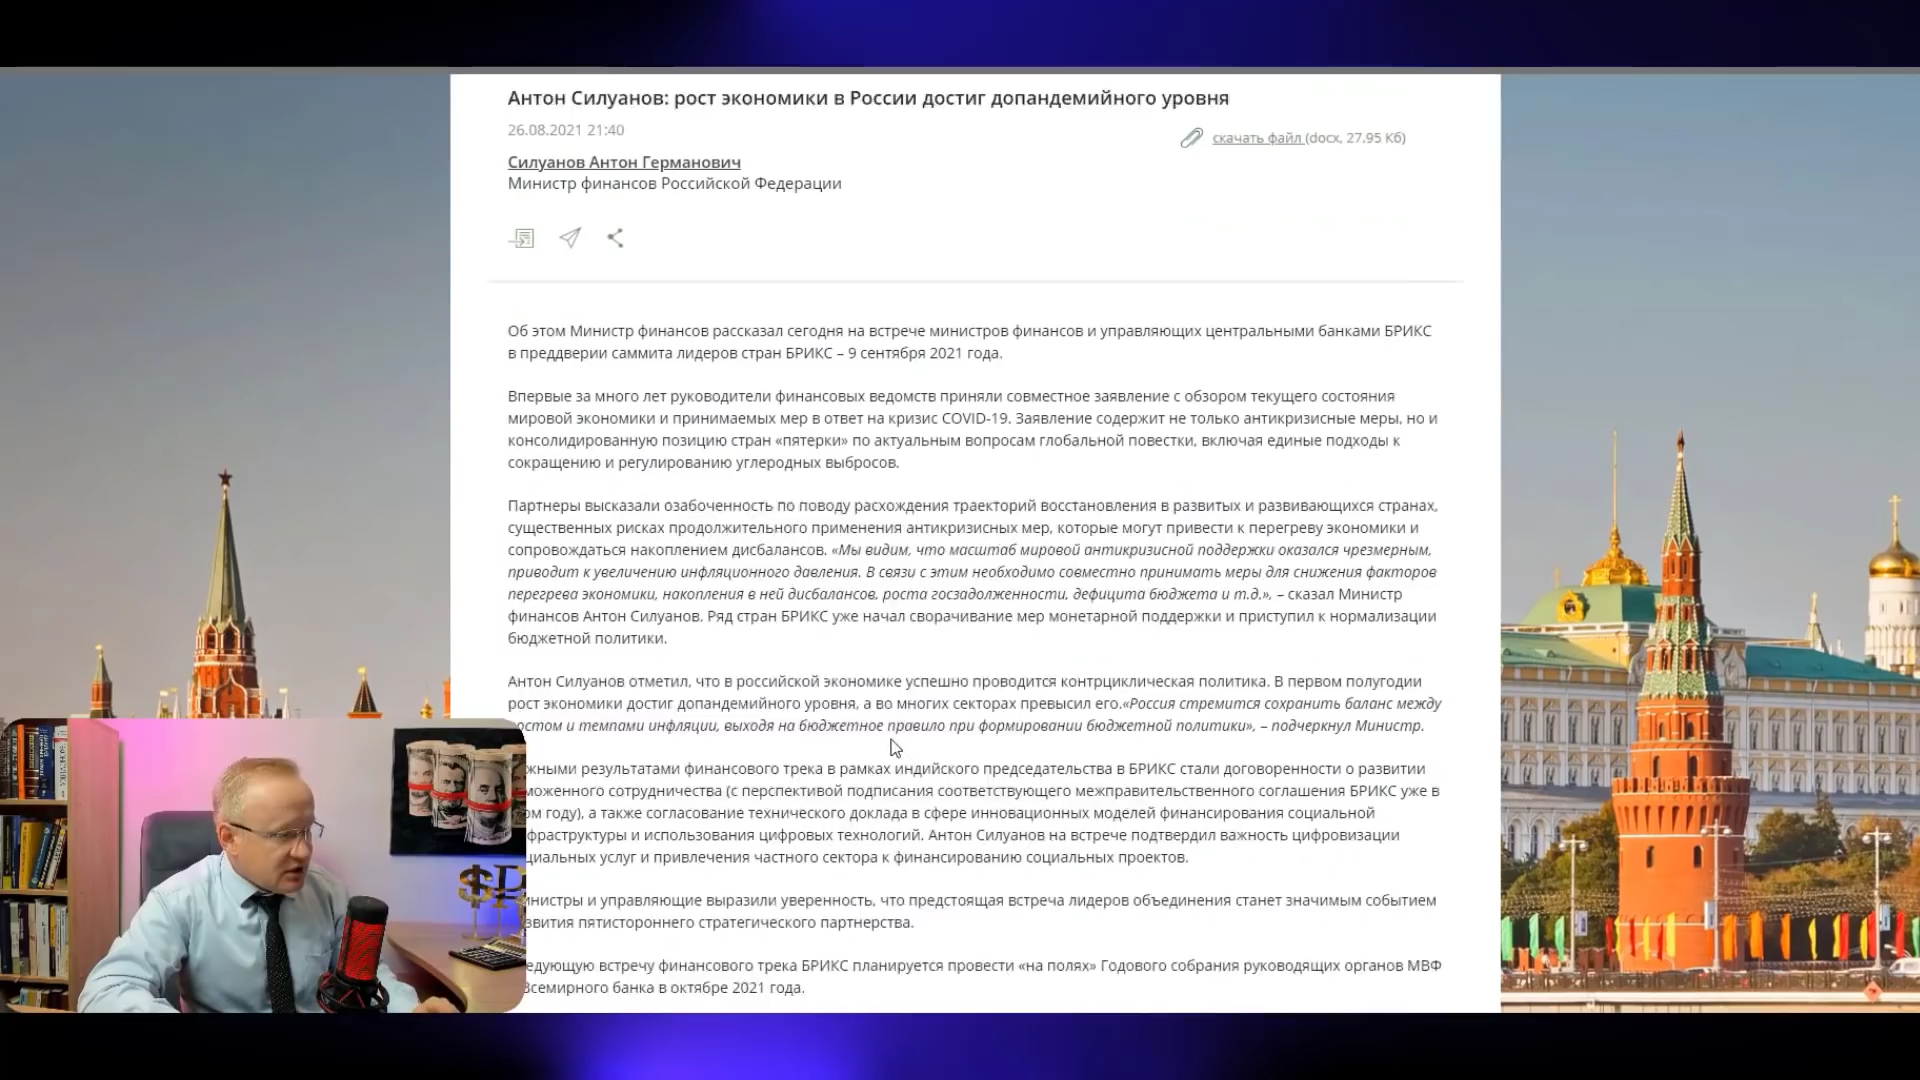 Антон Силуанов: рост экономики в России достиг допандемийного уровня
26.08.2021 21:40
скачать файл (docx, 27.95 Кб)
Силуанов Антон Германович
Министр финансов Российской Федерации
Об этом Министр финансов рассказал сегодня на встрече министров финансов и управляющих центральными банками БРИКС
в преддверии саммита лидеров стран БРИКС – 9 сентября 2021 года.
Впервые за много лет руководители финансовых ведомств приняли совместное заявление с обзором текущего состояния
мировой экономики и принимаемых мер в ответ на кризис COVID-19. Заявление содержит не только антикризисные меры, но и
консолидированную позицию стран «пятерки» по актуальным вопросам глобальной повестки, включая единые подходы к
сокращению и регулированию углеродных выбросов.
Партнеры высказали озабоченность по поводу расхождения траекторий восстановления в развитых и развивающихся странах,
существенных рисках продолжительного применения антикризисных мер, которые могут привести к перегреву экономики и
сопровождаться накоплением дисбалансов. «Мы видим, что масштаб мировой антикризисной поддержки оказался чрезмерным,
приводит к увеличению инфляционного давления. В связи с этим необходимо совместно принимать меры для снижения факторов
перегрева экономики, накопления в ней дисбалансов, роста госзадолженности, дефицита бюджета и т.д.», – сказал Министр
финансов Антон Силуанов. Ряд стран БРИКС уже начал сворачивание мер монетарной поддержки и приступил к нормализации
бюджетной политики.
Антон Силуанов отметил, что в российской экономике успешно проводится контрциклическая политика. В первом полугодии
рост экономики достиг допандемийного уровня, а во многих секторах превысил его.«Россия стремится сохранить баланс между
ростом и темпами инфляции, выходя на бюджетное правило при формировании бюджетной политики», – подчеркнул Министр.
жными результатами финансового трека в рамках индийского председательства в БРИКС стали договоренности о развитии
моженного сотрудничества (с перспективой подписания соответствующего межправительственного соглашения БРИКС уже в
ом году), а также согласование технического доклада в сфере инновационных моделей финансирования социальной
фраструктуры и использования цифровых технологий. Антон Силуанов на встрече подтвердил важность цифровизации
циальных услуг и привлечения частного сектора к финансированию социальных проектов.
инистры и управляющие выразили уверенность, что предстоящая встреча лидеров объединения станет значимым событием
звития пятистороннего стратегического партнерства.
едующую встречу финансового трека БРИКС планируется провести «на полях» Годового собрания руководящих органов МВФ
Всемирного банка в октябре 2021 года.